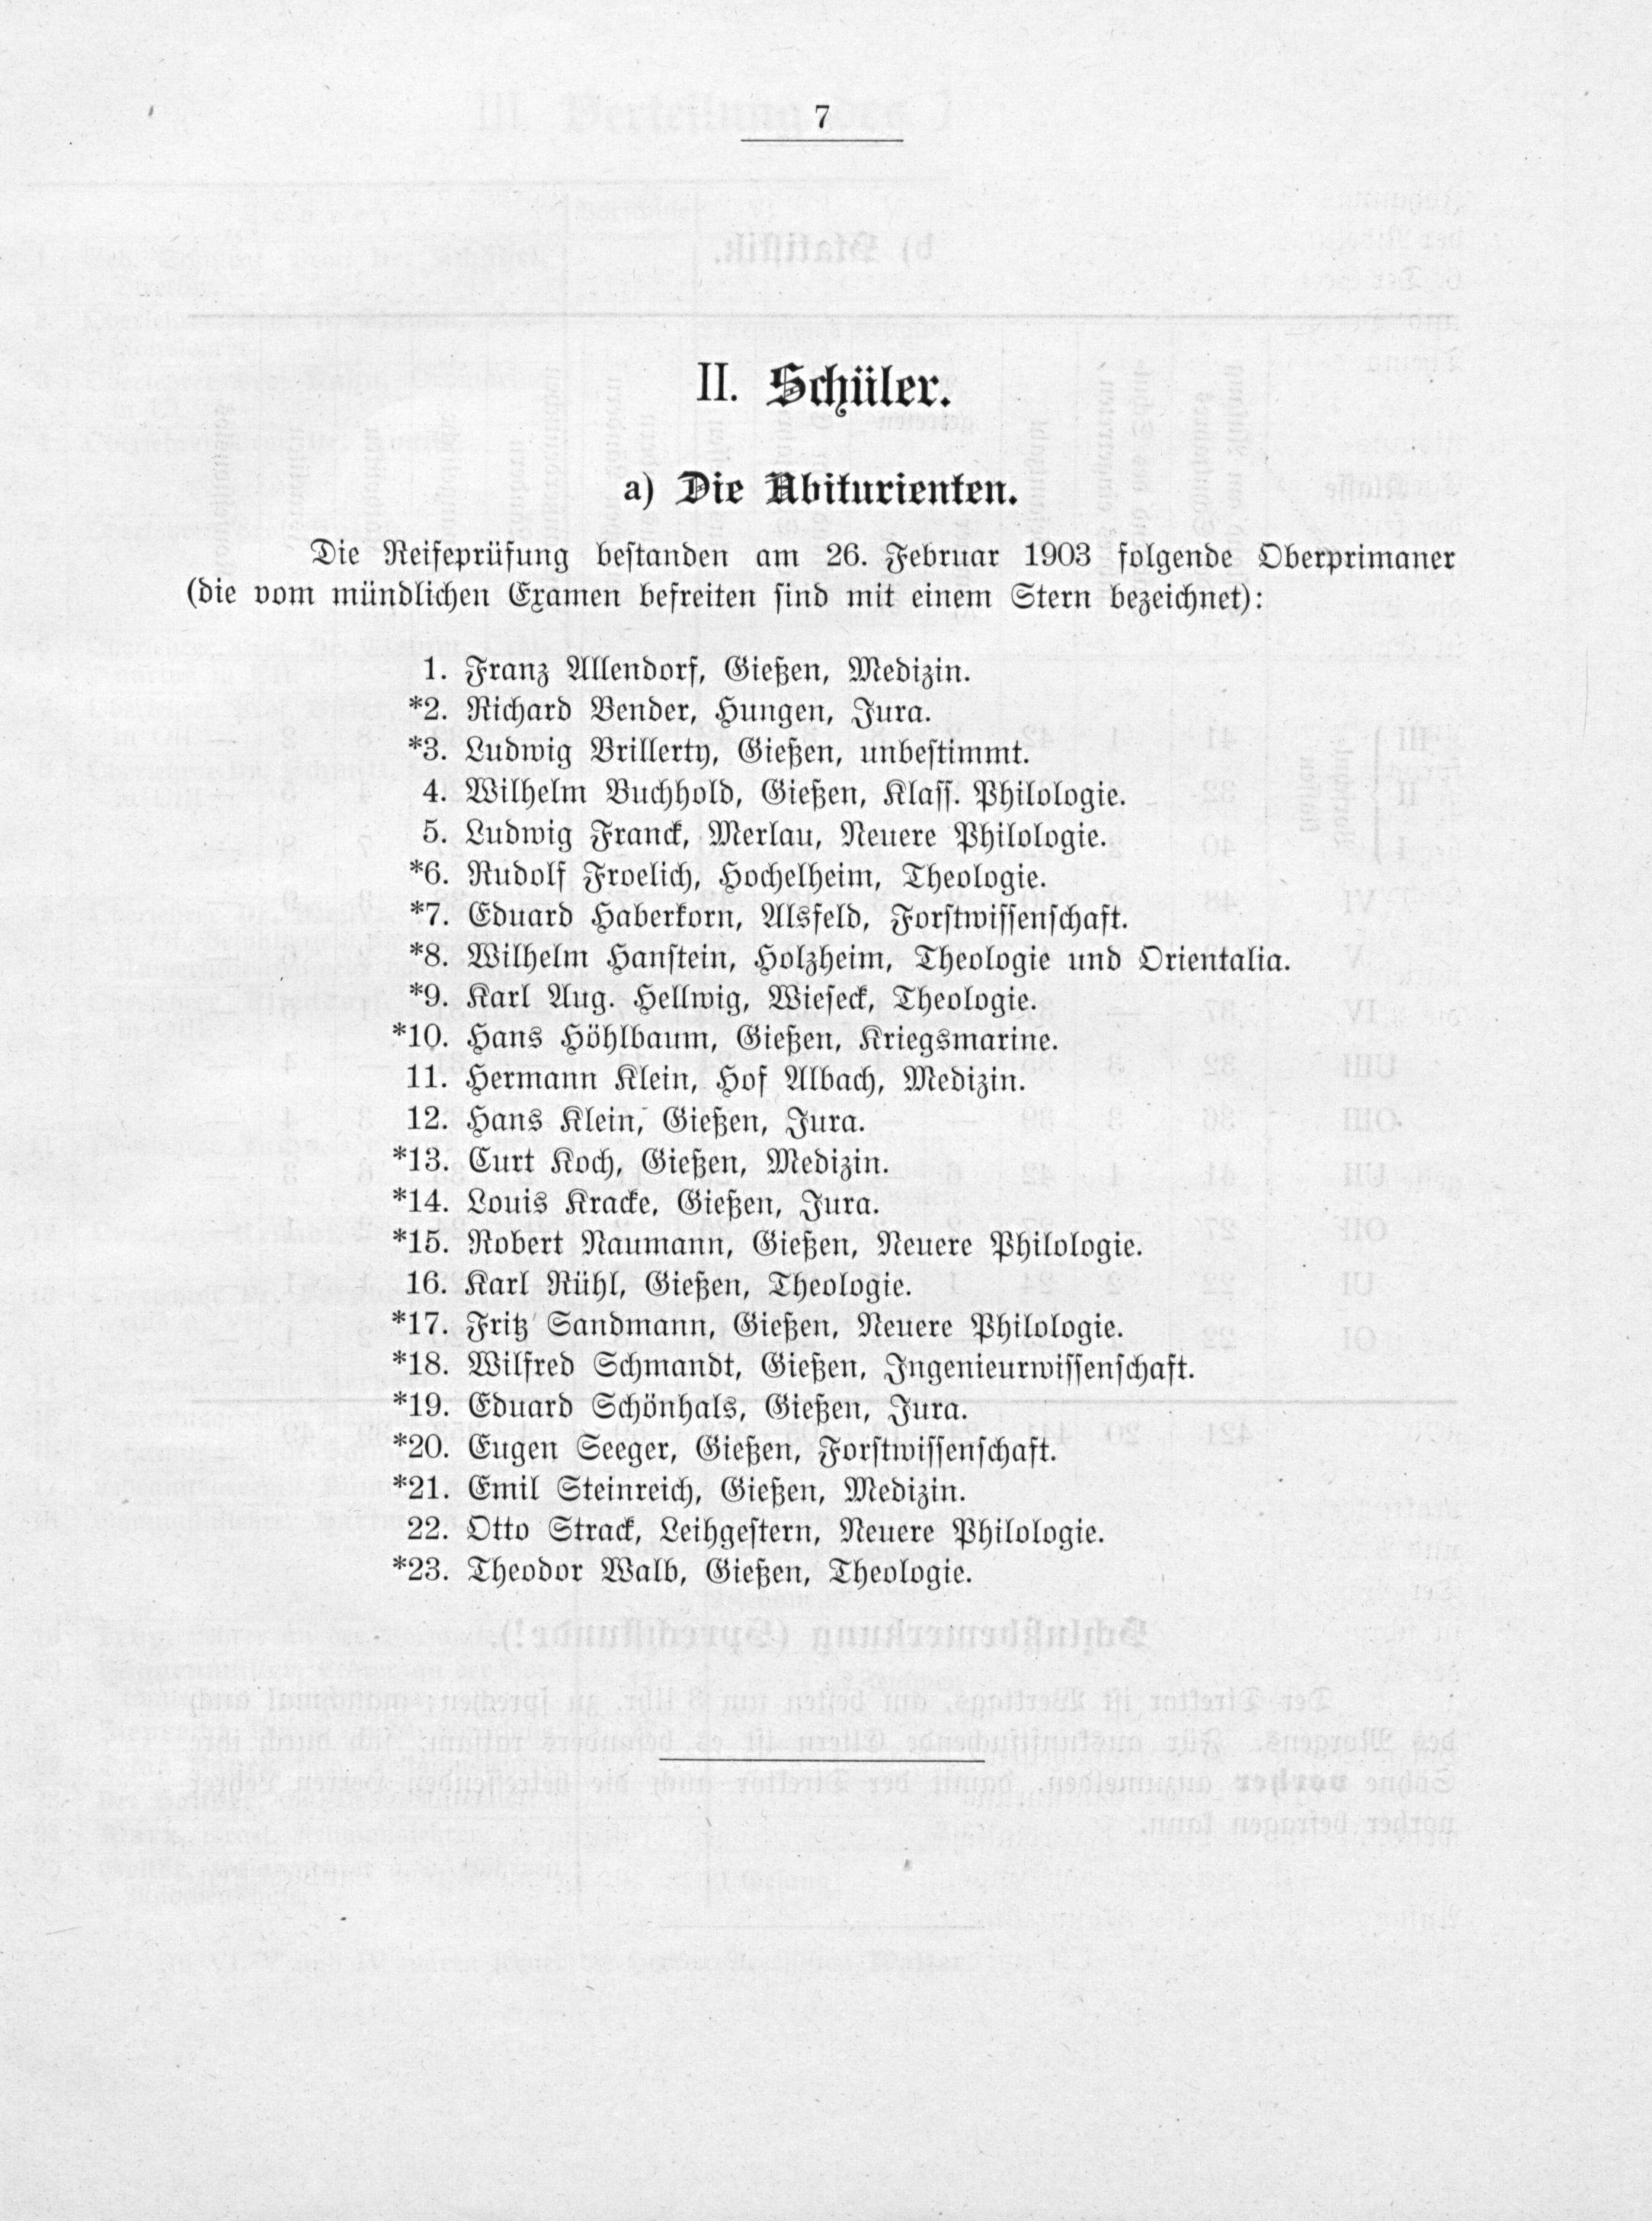 7
II. Schüler.
a) Die Abiturienten.
Die Reifeprüfung bestanden am 26. Februar 1903 folgende Oberprimaner
(die vom mündlichen Examen befreiten sind mit einem Stern bezeichnet):
1. Franz Allendorf, Gießen, Medizin.
*2. Richard Bender, Hungen, Jura.
*3. Ludwig Brillerty, Gießen, unbestimmt.
4. Wilhelm Buchhold, Gießen, Klass. Philologie.
5. Ludwig Franck, Merlau, Neuere Philologie.
*6. Rudolf Froelich, Hochelheim, Theologie.
*7. Eduard Haberkorn, Alsfeld, Forstwissenschaft.
*8. Wilhelm Hanstein, Holzheim, Theologie und Orientalia.
*9. Karl Aug. Hellwig, Wieseck, Theologie.
*10. Hans Höhlbaum, Gießen, Kriegsmarine.
11. Hermann Klein, Hof Albach, Medizin.
12. Hans Klein, Gießen, Jura.
*13. Curt Koch, Gießen, Medizin.
*14. Louis Kracke, Gießen, Jura.
*15. Robert Naumann, Gießen, Neuere Philologie.
16. Karl Rühl, Gießen, Theologie.
*17. Fritz Sandmann, Gießen, Neuere Philologie.
*18. Wilfred Schmandt, Gießen, Ingenieurwissenschaft.
*19. Eduard Schönhals, Gießen, Jura.
*20. Eugen Seeger, Gießen, Forstwissenschaft.
*21. Emil Steinreich, Gießen, Medizin.
22. Otto Strack, Leihgestern, Neuere Philologie.
*23. Theodor Walb, Gießen, Theologie.